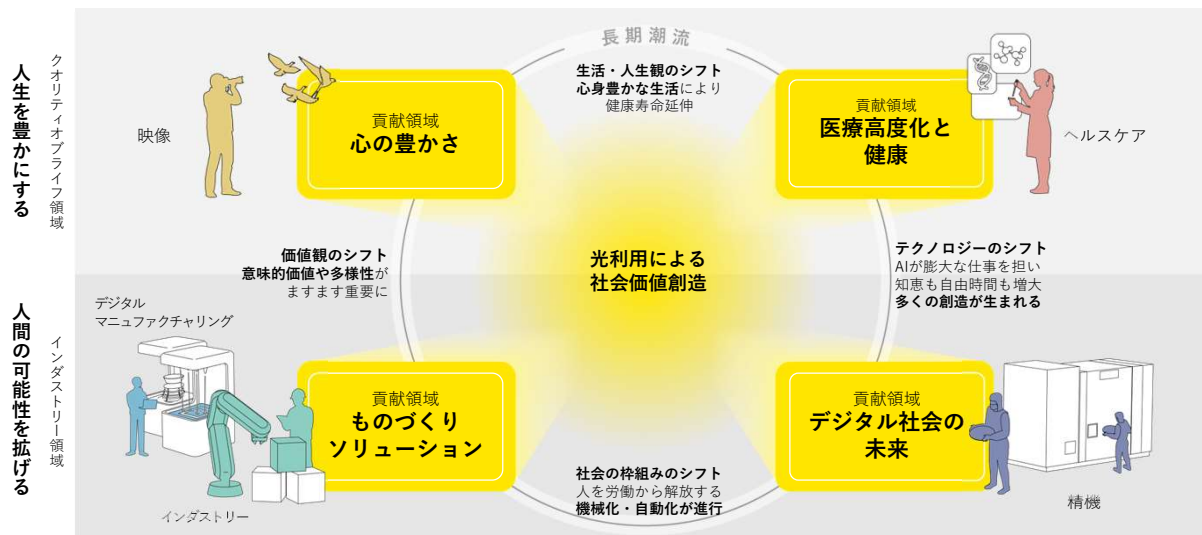 人生を豊かにする
クオリティオブライフ領域
映像
貢献領域
心の豊かさ
長期潮流
生活・人生観のシフト
心身豊かな生活により
健康寿命延伸
貢献領域
医療高度化と
健康
ヘルスケア
価値観のシフト
意味的価値や多様性が
ますます重要に
光利用による
社会価値創造
テクノロジーのシフト
AIが膨大な仕事を担い
知恵も自由時間も増大
多くの創造が生まれる
人間の可能性を拡げる
インダストリー領域
デジタル
マニュファクチャリング
インダストリー
貢献領域
ものづくり
ソリューション
社会の枠組みのシフト
人を労働から解放する
機械化・自動化が進行
貢献領域
デジタル社会の
未来
精機